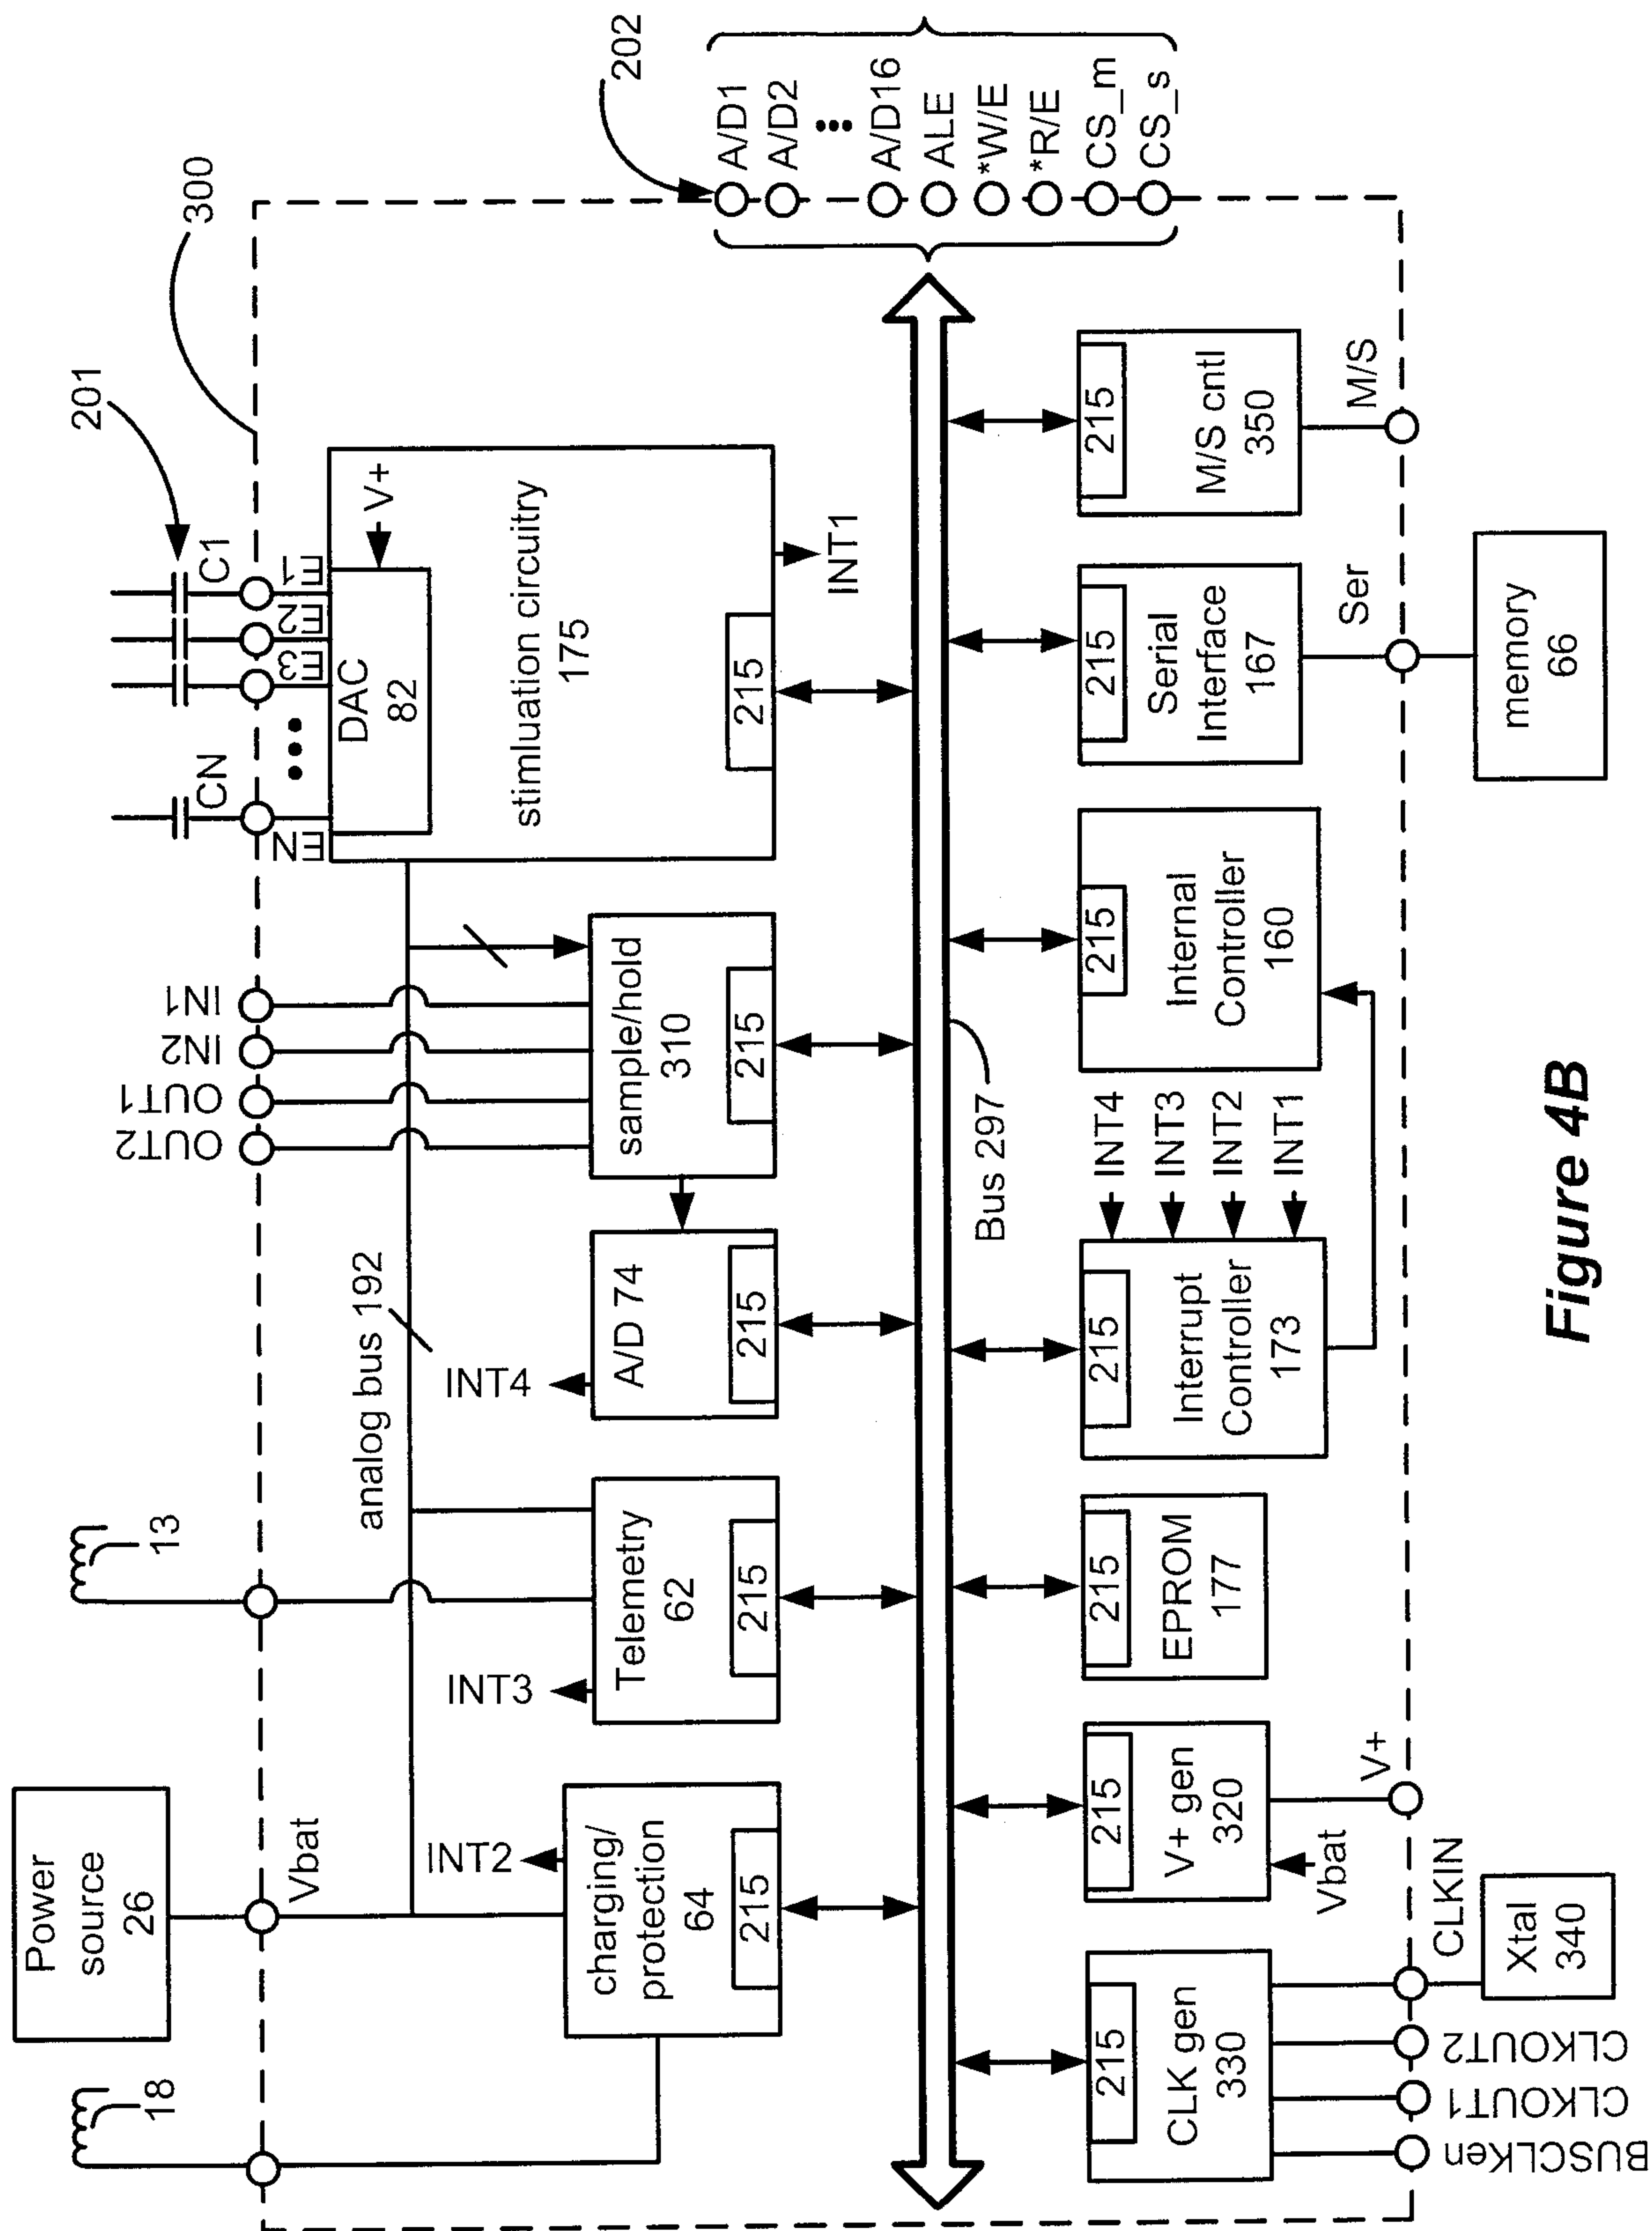 Power
source
26
18
13
Vbat
201
300
202
OUT2
OUT1
IN2
IN1
CN
C1
EN
E3
E2
E1
DAC
82
V+
stimluation circuitry
175
215
INT1
analog bus 192
INT2
charging/
protection
64
215
INT3
Telemetry
62
215
INT4
A/D 74
215
sample/hold
310
215
A/D1
A/D2
A/D16
ALE
*W/E
*R/E
CS_m
CS_s
Bus 297
215
CLK gen
330
BUSCLKen
CLKOUT1
CLKOUT2
CLKIN
Xtal
340
215
V+ gen
320
Vbat
V+
215
EPROM
177
215
Interrupt
Controller
173
INT4
INT3
INT2
INT1
215
Internal
Controller
160
215
Serial
Interface
167
Ser
memory
66
215
M/S cntl
350
M/S
Figure 4B